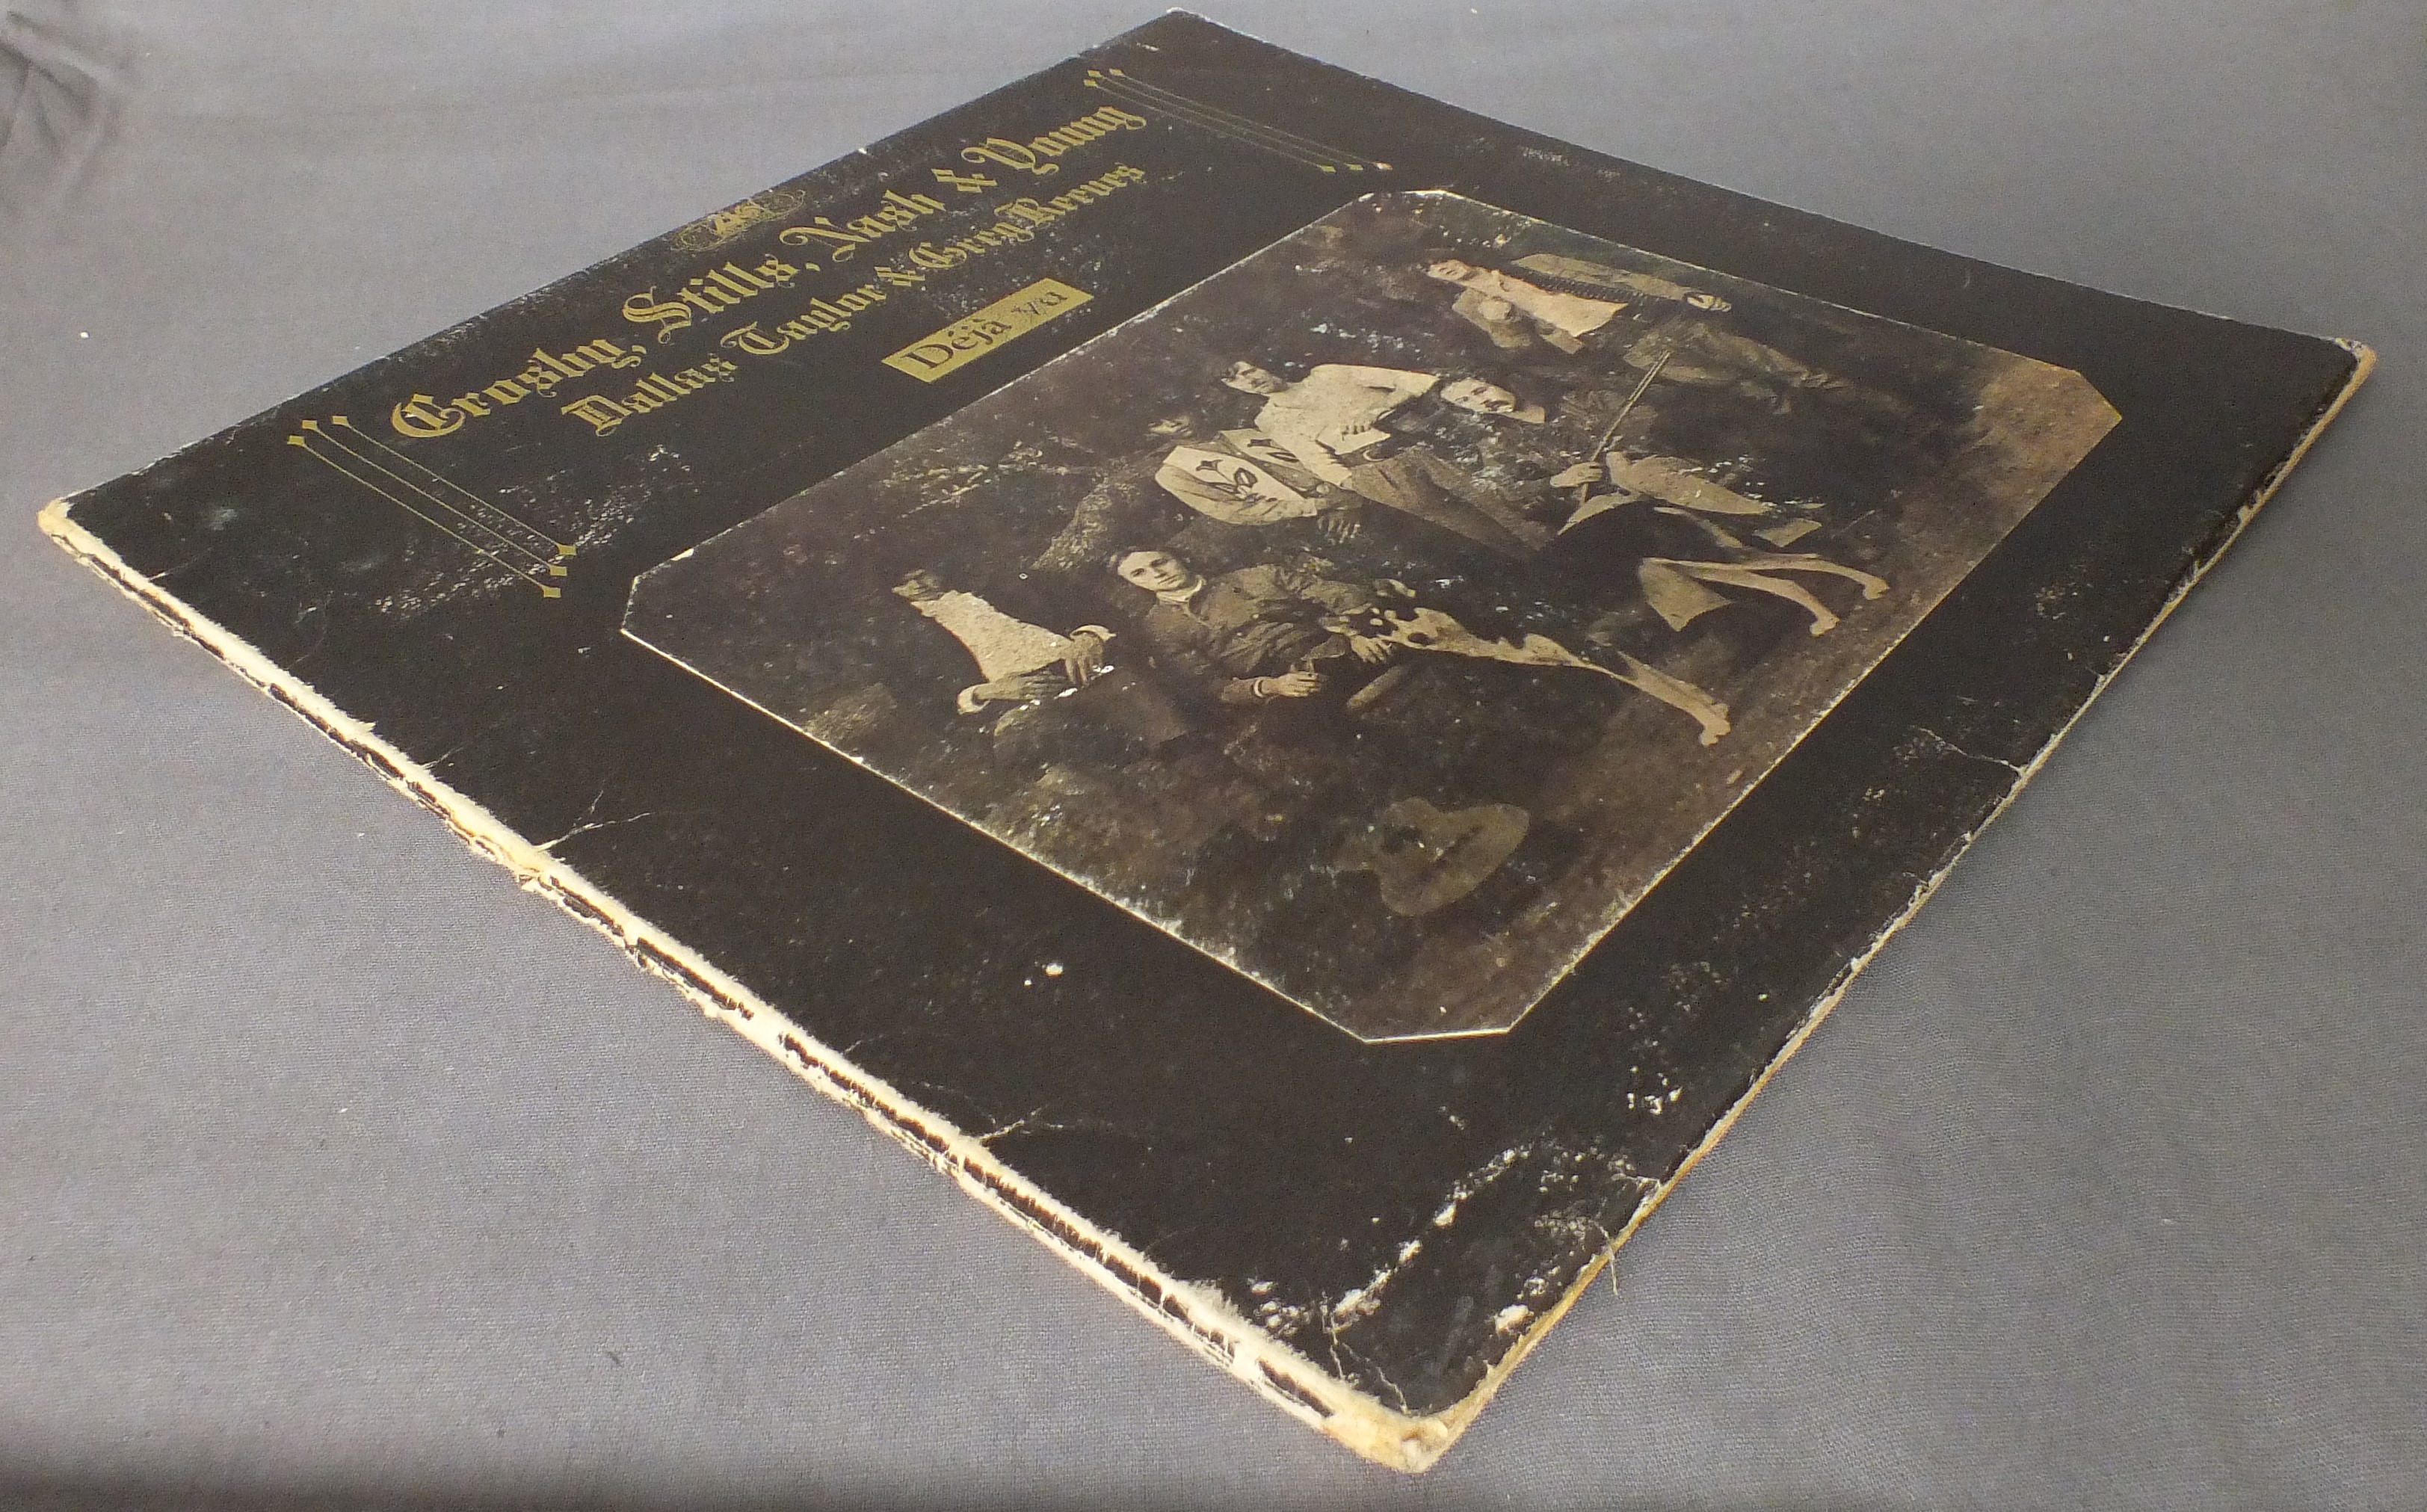 Crosby, Stills, Nash & Young
Dallas Taylor & Greg Reeves
Déjà Vu